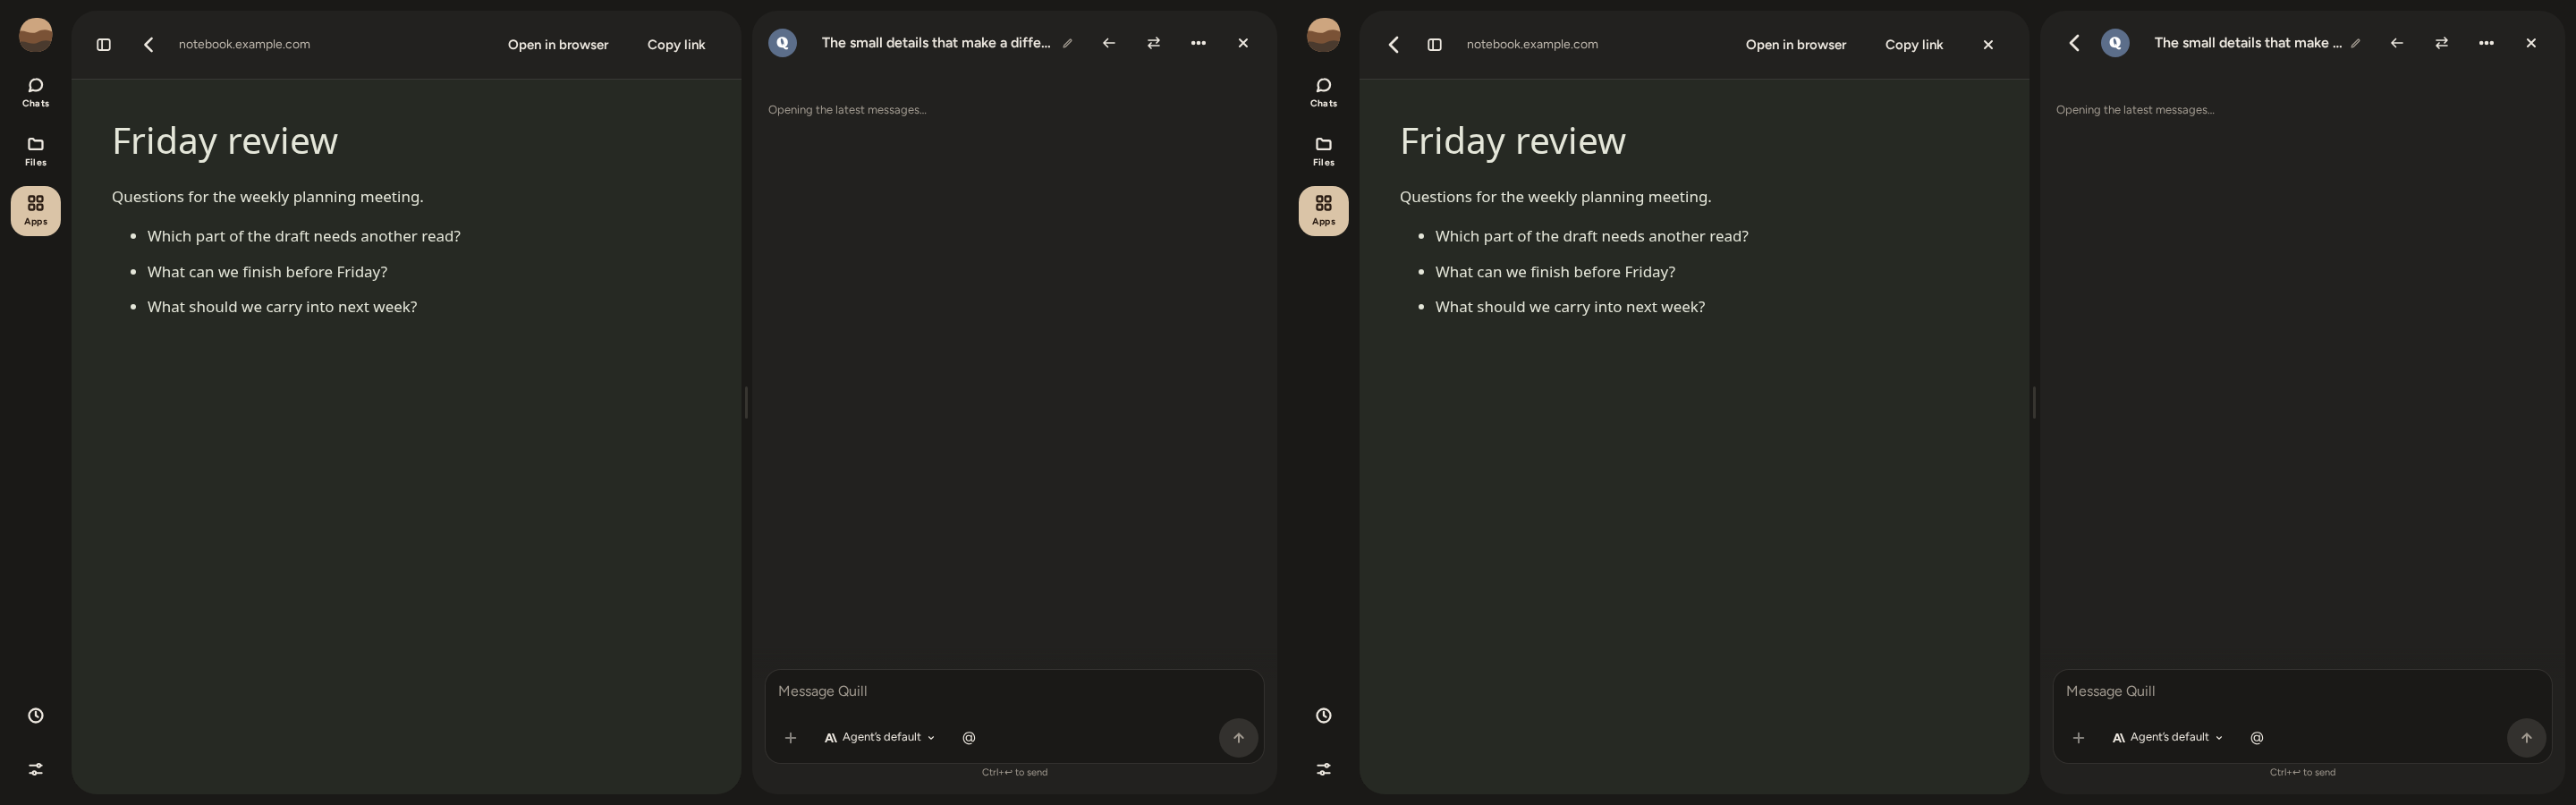 Chats
Files
Apps
notebook.example.com
Open in browser
Copy link
Friday review
Questions for the weekly planning meeting.
• Which part of the draft needs another read?
• What can we finish before Friday?
• What should we carry into next week?
Q
The small details that make a diffe...
Opening the latest messages...
Message Quill
Agent's default
@
Ctrl+↩ to send
Chats
Files
Apps
notebook.example.com
Open in browser
Copy link
Friday review
Questions for the weekly planning meeting.
• Which part of the draft needs another read?
• What can we finish before Friday?
• What should we carry into next week?
Q
The small details that make ...
Opening the latest messages...
Message Quill
Agent's default
@
Ctrl+↩ to send